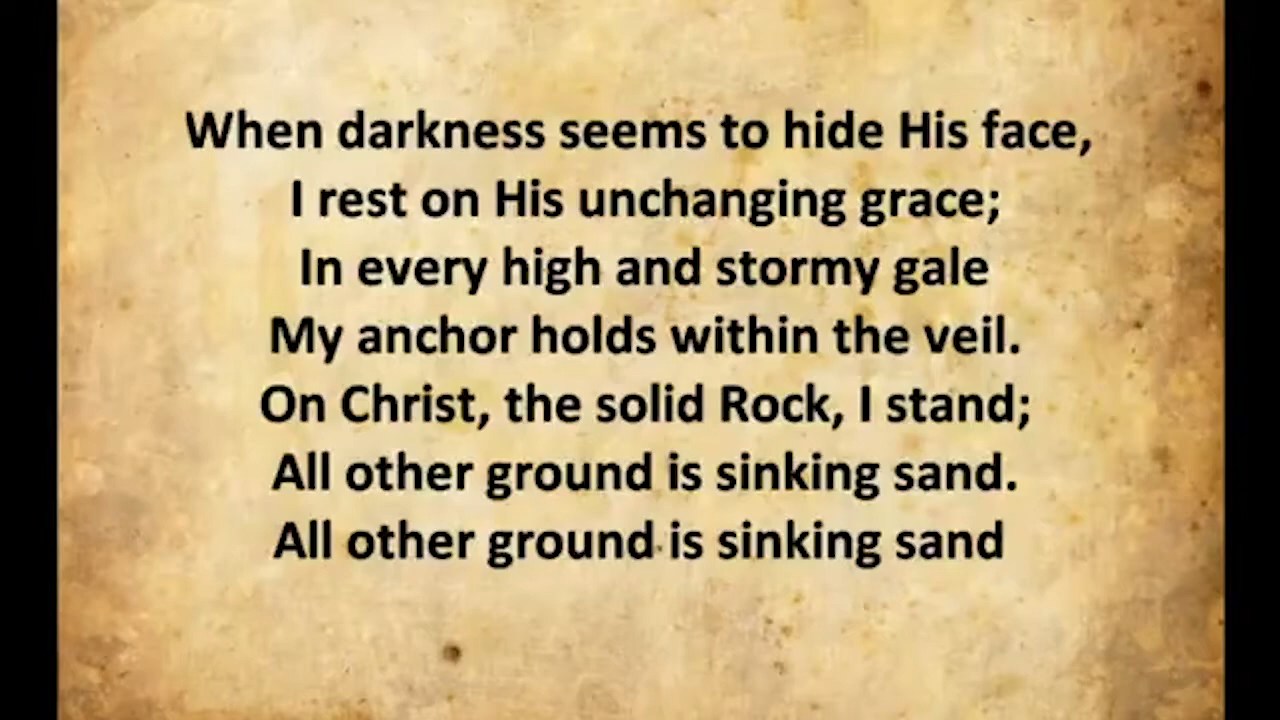 When darkness seems to hide His face,
I rest on His unchanging grace;
In every high and stormy gale
My anchor holds within the veil.
On Christ, the solid Rock, I stand;
All other ground is sinking sand.
All other ground is sinking sand